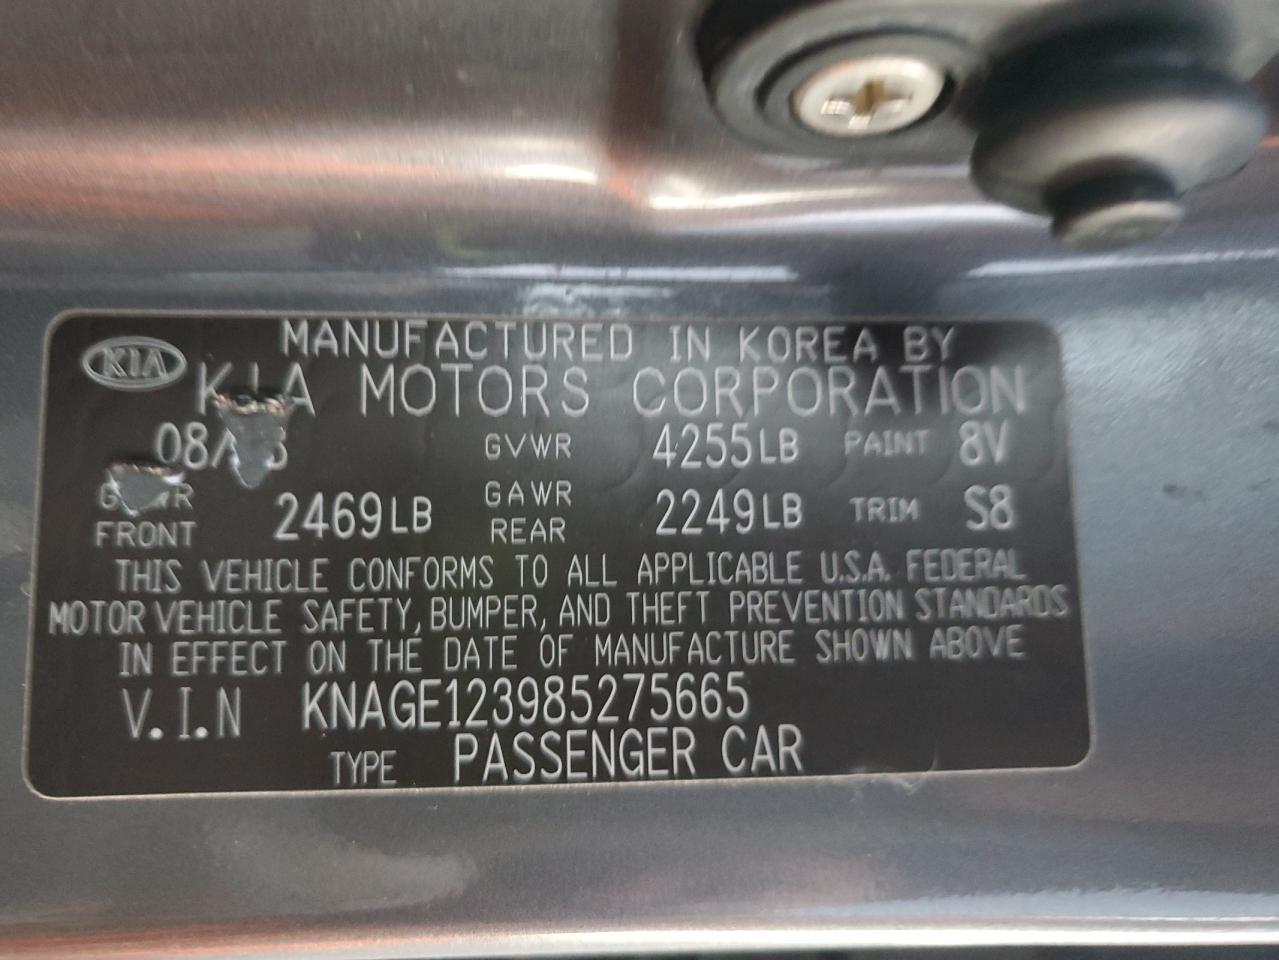 KIA
MANUFACTURED IN KOREA BY
KIA MOTORS CORPORATION
GVWR 4255LB PAINT 8V
2469LB GAWR 2249LB TRIM S8
FRONT REAR
THIS VEHICLE CONFORMS TO ALL APPLICABLE U.S.A. FEDERAL
MOTOR VEHICLE SAFETY, BUMPER, AND THEFT PREVENTION STANDARDS
IN EFFECT ON THE DATE OF MANUFACTURE SHOWN ABOVE
V.I.N KNAGE123985275665
TYPE PASSENGER CAR